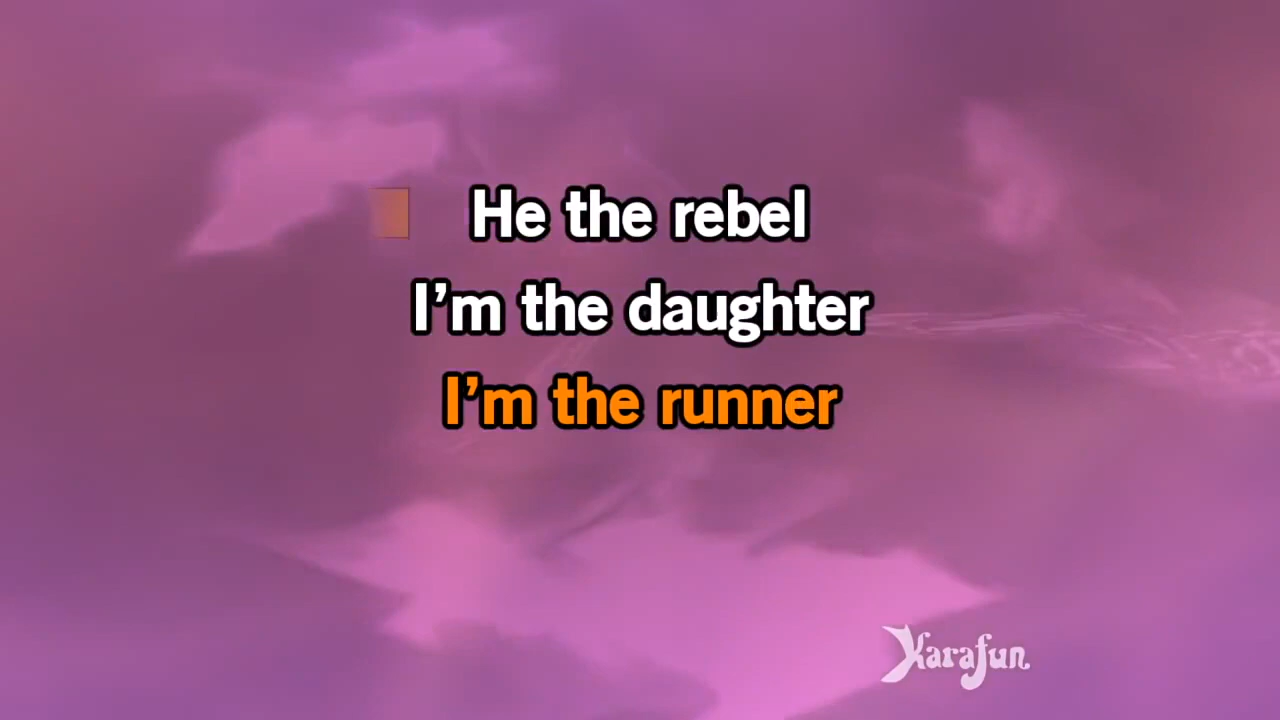 He the rebel
I'm the daughter
I'm the runner
Karafun